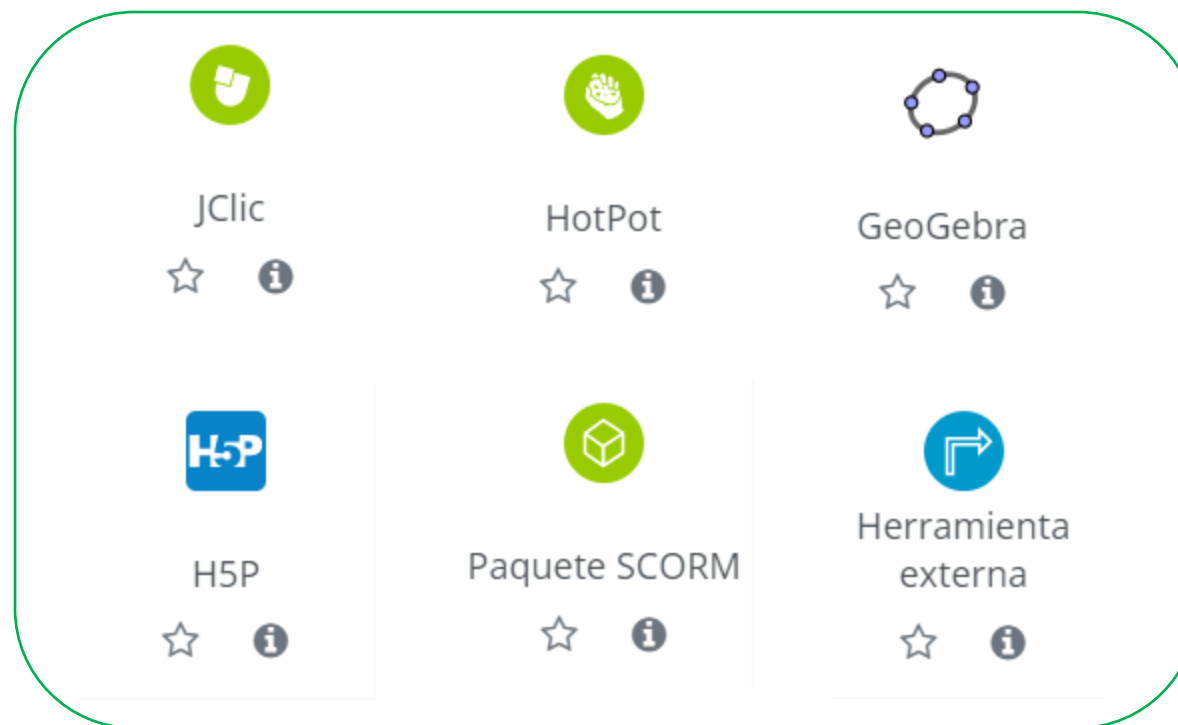 JClic
HotPot
GeoGebra
H5P
H5P
Paquete SCORM
Herramienta
externa